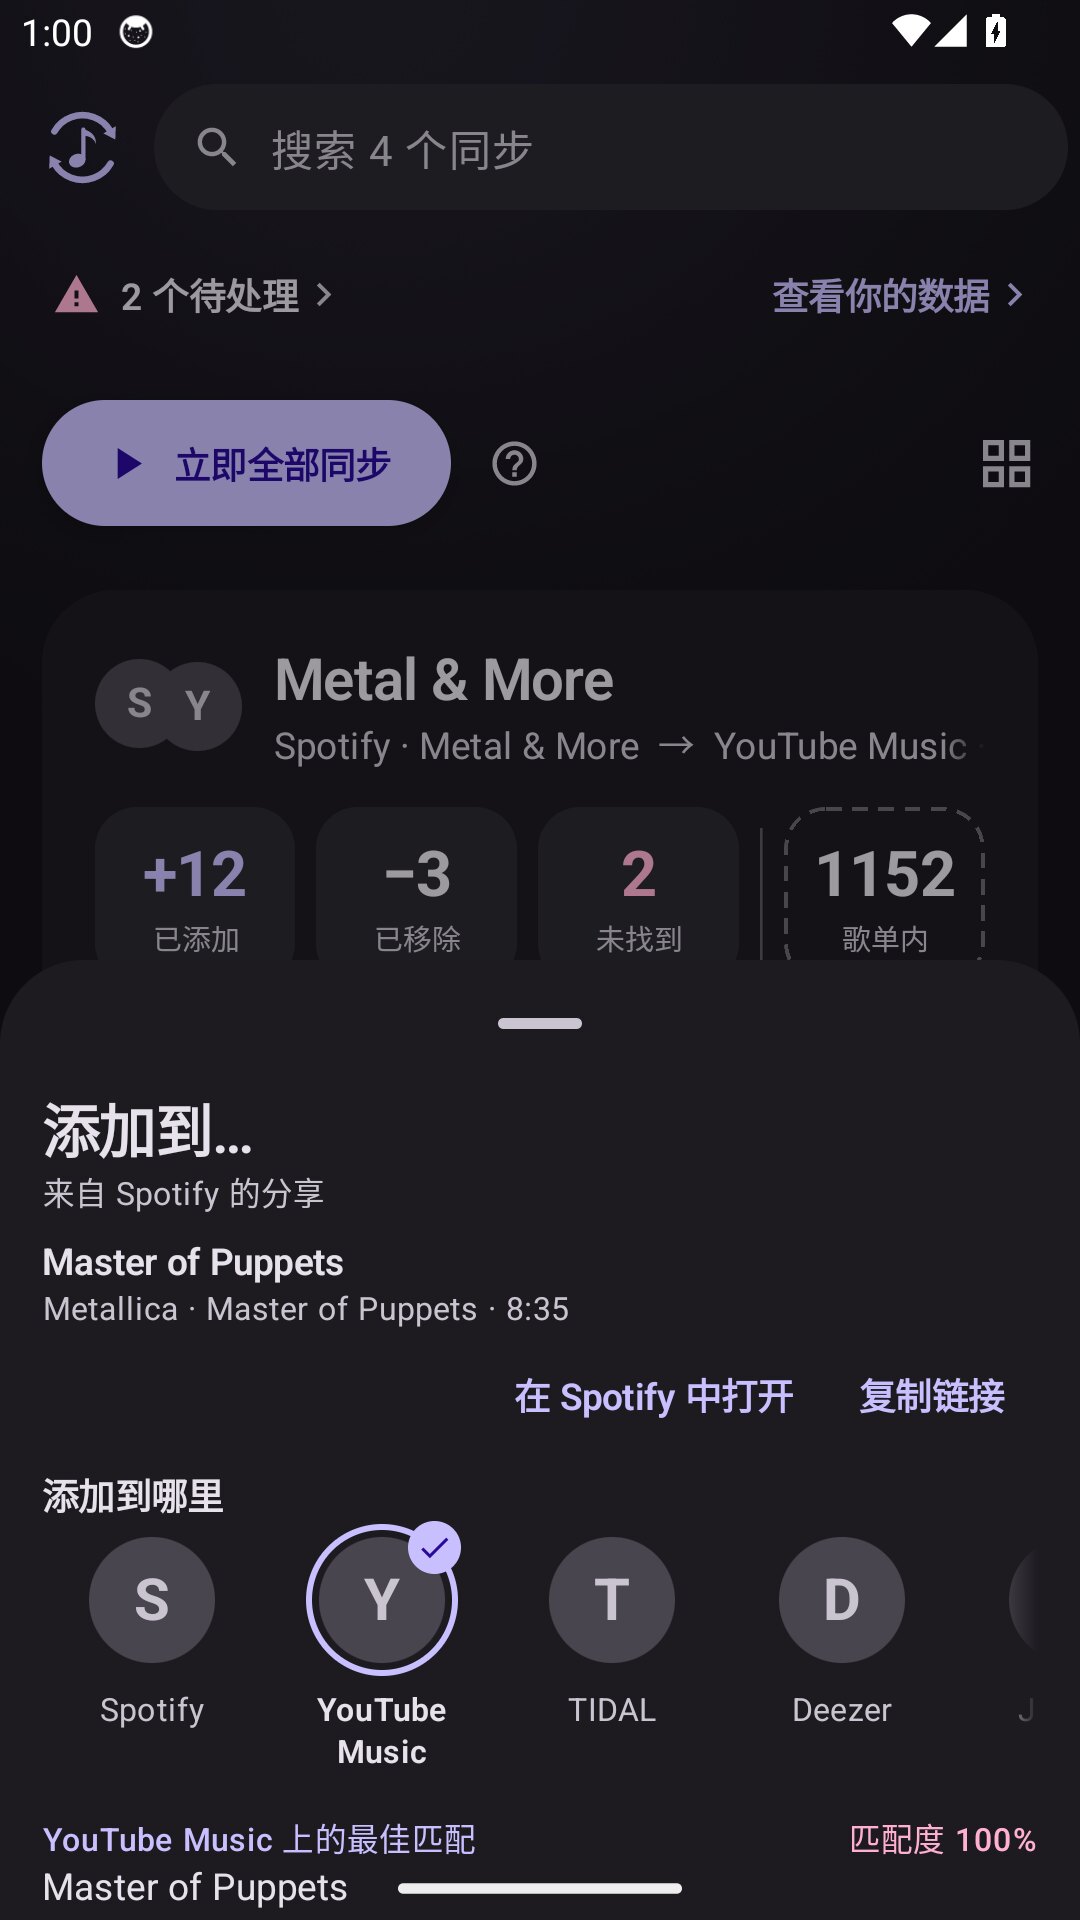 1:00
搜索 4 个同步
2 个待处理
查看你的数据
立即全部同步
S Y
Metal & More
Spotify · Metal & More → YouTube Music
+12
已添加
−3
已移除
2
未找到
1152
歌单内
添加到...
来自 Spotify 的分享
Master of Puppets
Metallica · Master of Puppets · 8:35
在 Spotify 中打开
复制链接
添加到哪里
S
Y
T
D
Spotify
YouTube
Music
TIDAL
Deezer
J
YouTube Music 上的最佳匹配
匹配度 100%
Master of Puppets